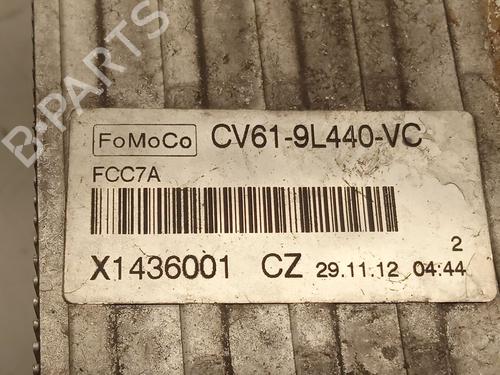 B-PARTS
FoMoCo CV61-9L440-VC
FCC7A
2
X1436001 CZ 29.11.12 04:44